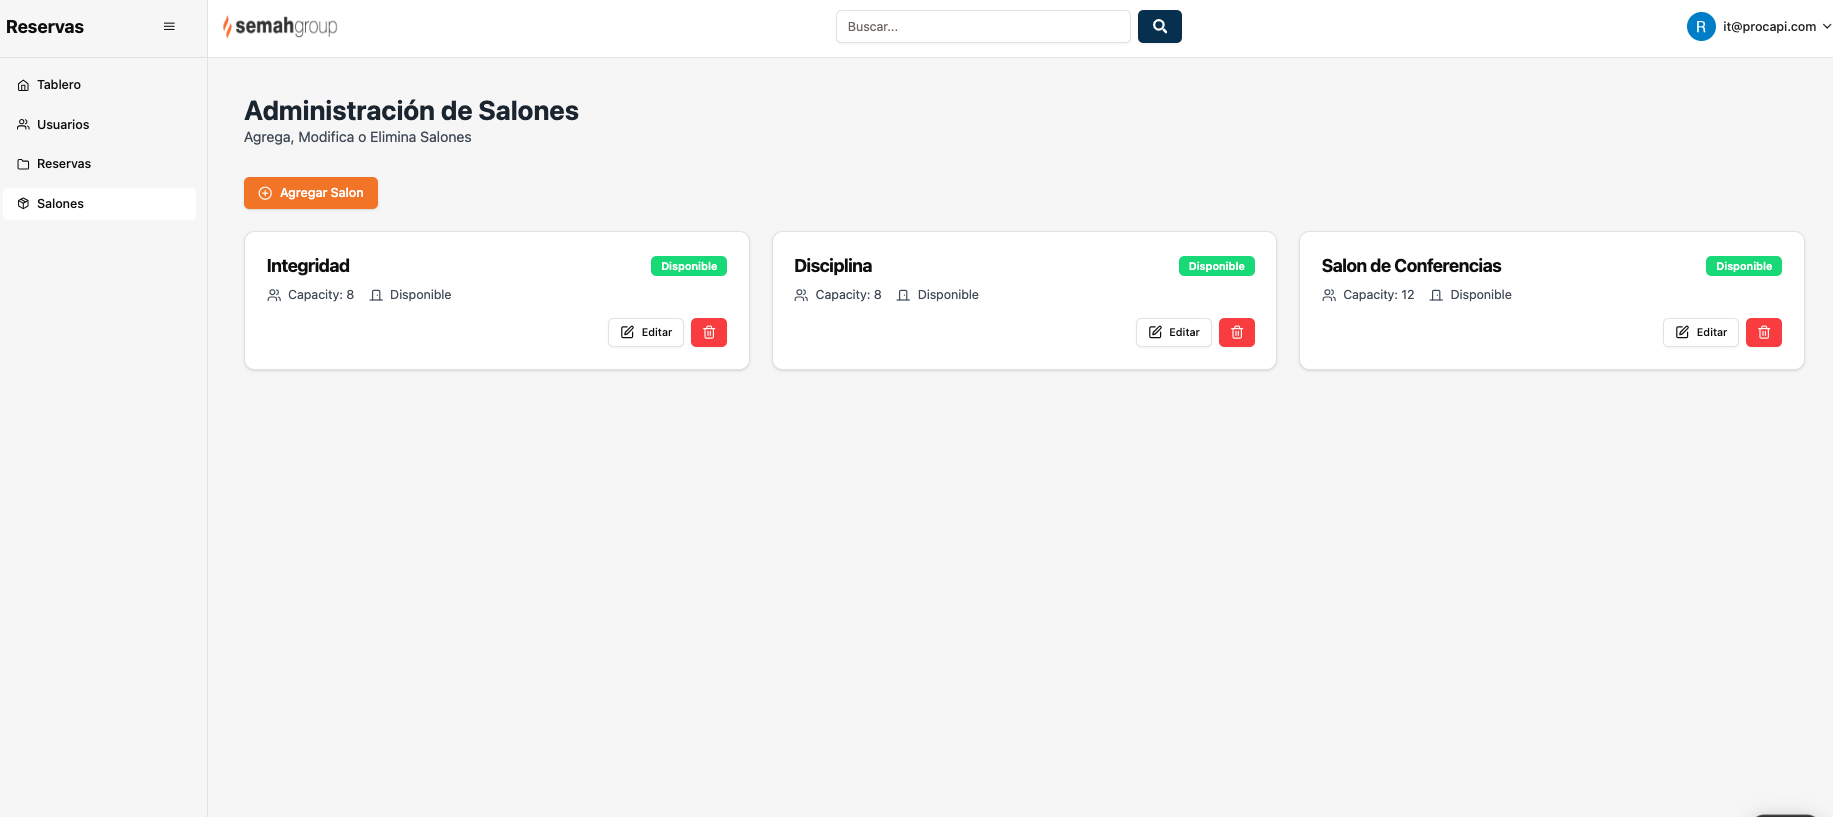 Reservas
semahgroup
Buscar...
R
it@procapi.com
Tablero
Usuarios
Reservas
Salones
Administración de Salones
Agrega, Modifica o Elimina Salones
Agregar Salon
Integridad
Disponible
Capacity: 8 Disponible
Editar
Disciplina
Disponible
Capacity: 8 Disponible
Editar
Salon de Conferencias
Disponible
Capacity: 12 Disponible
Editar